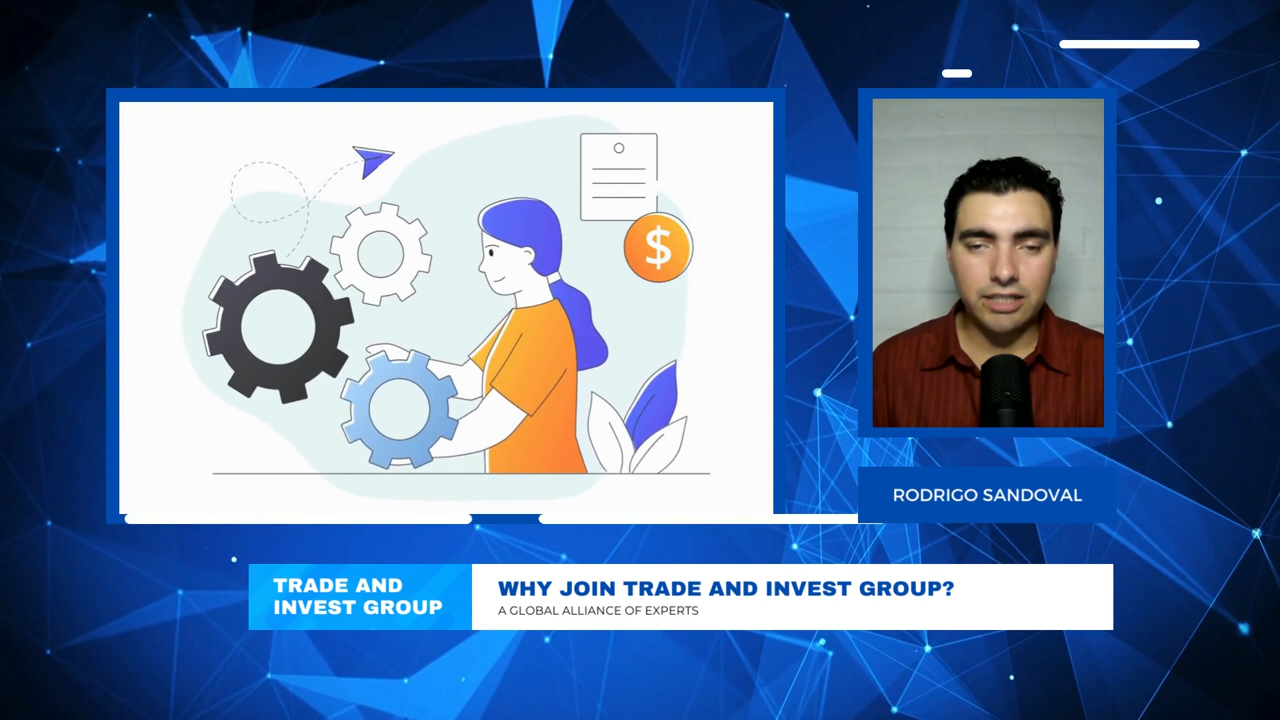 $
RODRIGO SANDOVAL
TRADE AND
INVEST GROUP
WHY JOIN TRADE AND INVEST GROUP?
A GLOBAL ALLIANCE OF EXPERTS